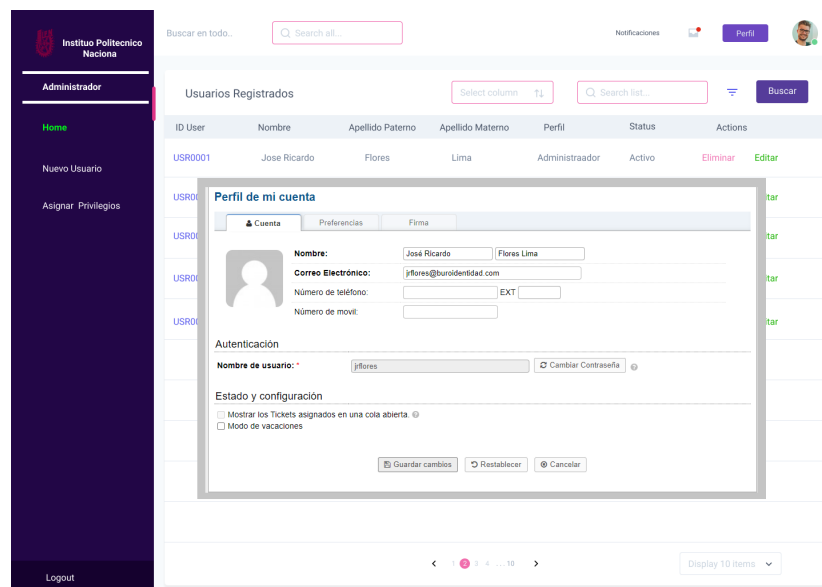 Instituo Politecnico
Naciona
Buscar en todo..
Search all...
Notificaciones
Perfil
Administrador
Home
Nuevo Usuario
Asignar Privilegios
Logout
Usuarios Registrados
Select column
Search list...
Buscar
ID User Nombre Apellido Paterno Apellido Materno Perfil Status Actions
USR0001 Jose Ricardo Flores Lima Administraador Activo Eliminar Editar
Perfil de mi cuenta
Cuenta Preferencias Firma
Nombre: José Ricardo Flores Lima
Correo Electrónico: jrflores@buroidentidad.com
Número de teléfono: EXT
Número de movil:
Autenticación
Nombre de usuario: * jrflores Cambiar Contraseña
Estado y configuración
Mostrar los Tickets asignados en una cola abierta.
Modo de vacaciones
Guardar cambios Restablecer Cancelar
1 2 3 4 ... 10
Display 10 items